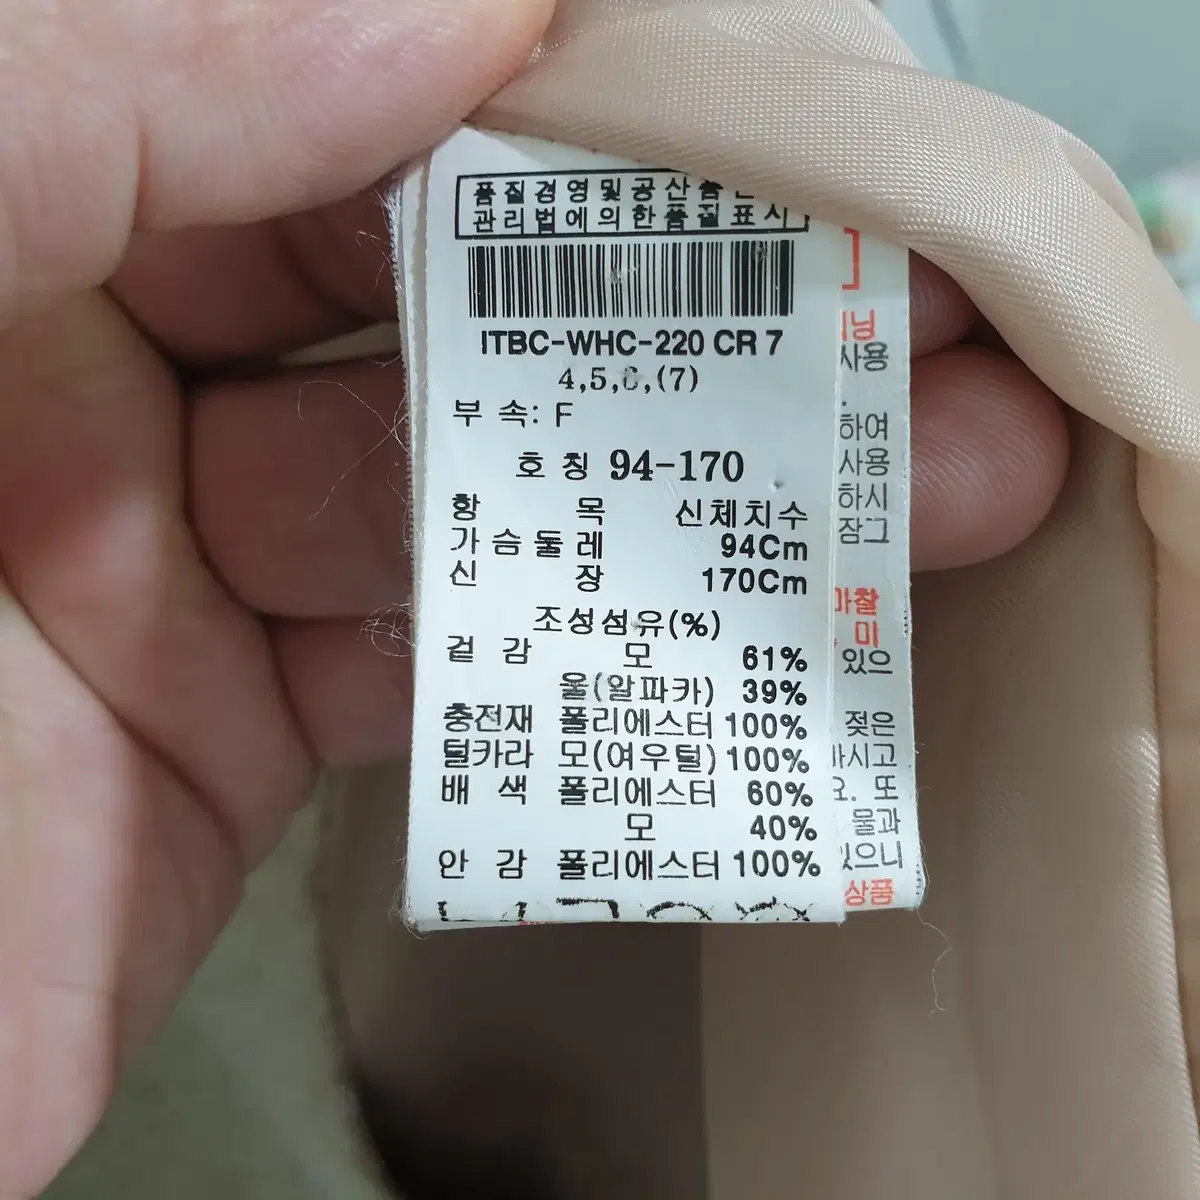 품질경영및공산품
관리법에의한품질표시
ITBC-WHC-220 CR 7
4,5,6,(7)
부 속: F
호 칭 94-170
항 목 신체치수
가슴둘레 94Cm
신 장 170Cm
조성섬유(%)
겉 감 모 61%
울(알파카) 39%
충전재 폴리에스터 100%
털카라 모(여우털) 100%
배 색 폴리에스터 60%
모 40%
안 감 폴리에스터 100%
]
닝
사용
.
하여
사용
하시
잠그
마찰
미
있으
젖은
마시고
요. 또
물과
있으니
상품